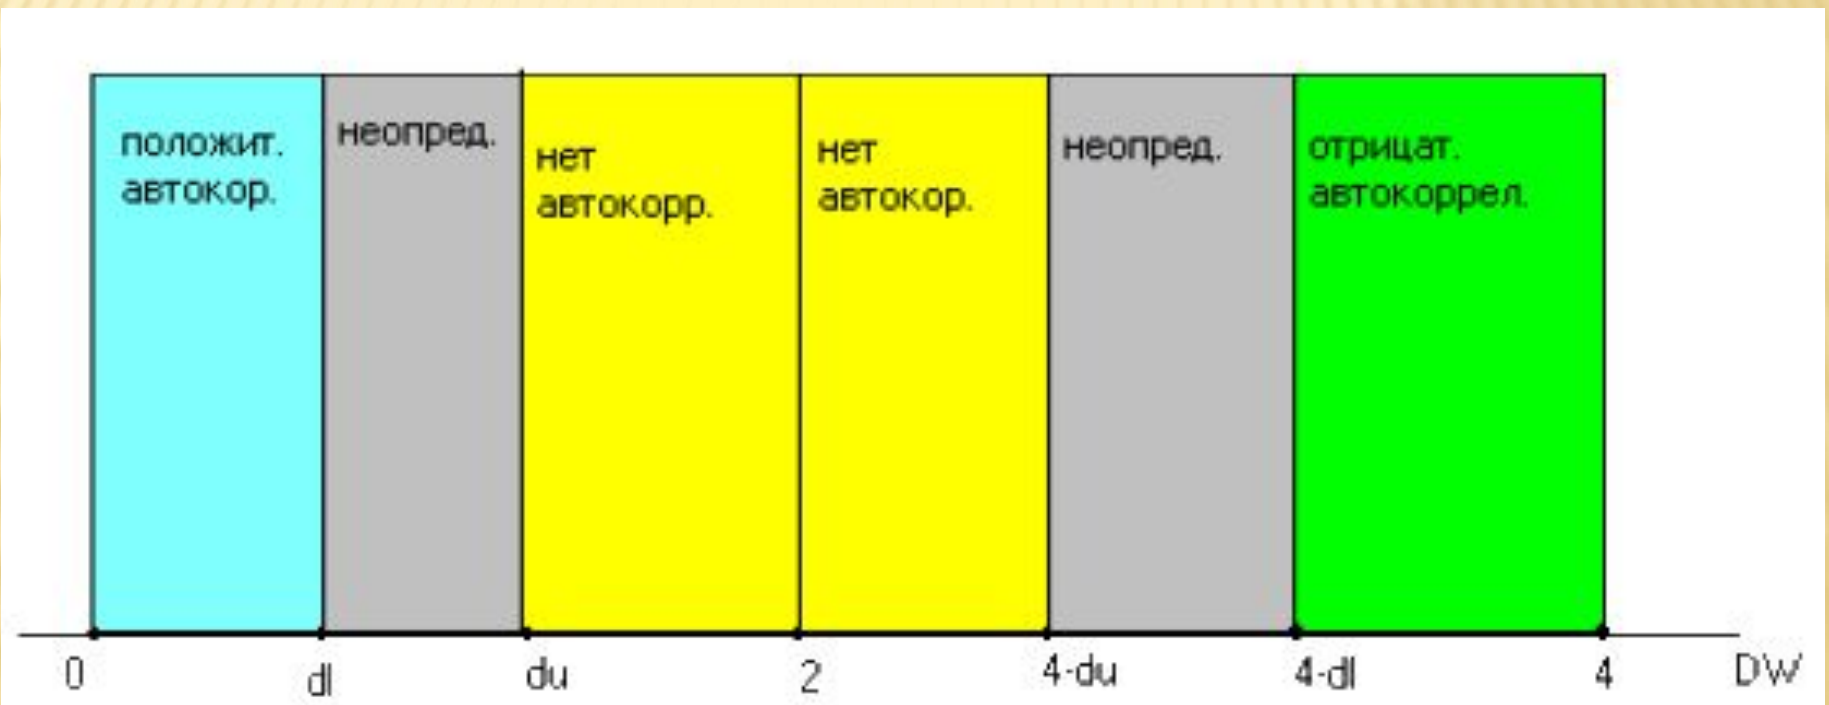 положит.
автокор.
неопред.
нет
автокорр.
нет
автокор.
неопред.
отрицат.
автокоррел.
0
dl
du
2
4-du
4-dl
4
DW